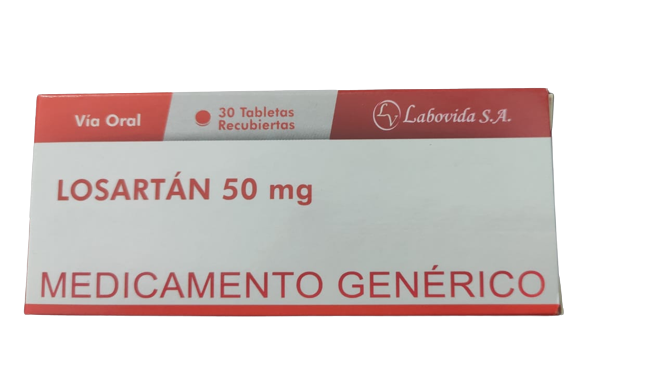 Vía Oral
30 Tabletas
Recubiertas
LV Labovida S.A.
LOSARTÁN 50 mg
MEDICAMENTO GENÉRICO